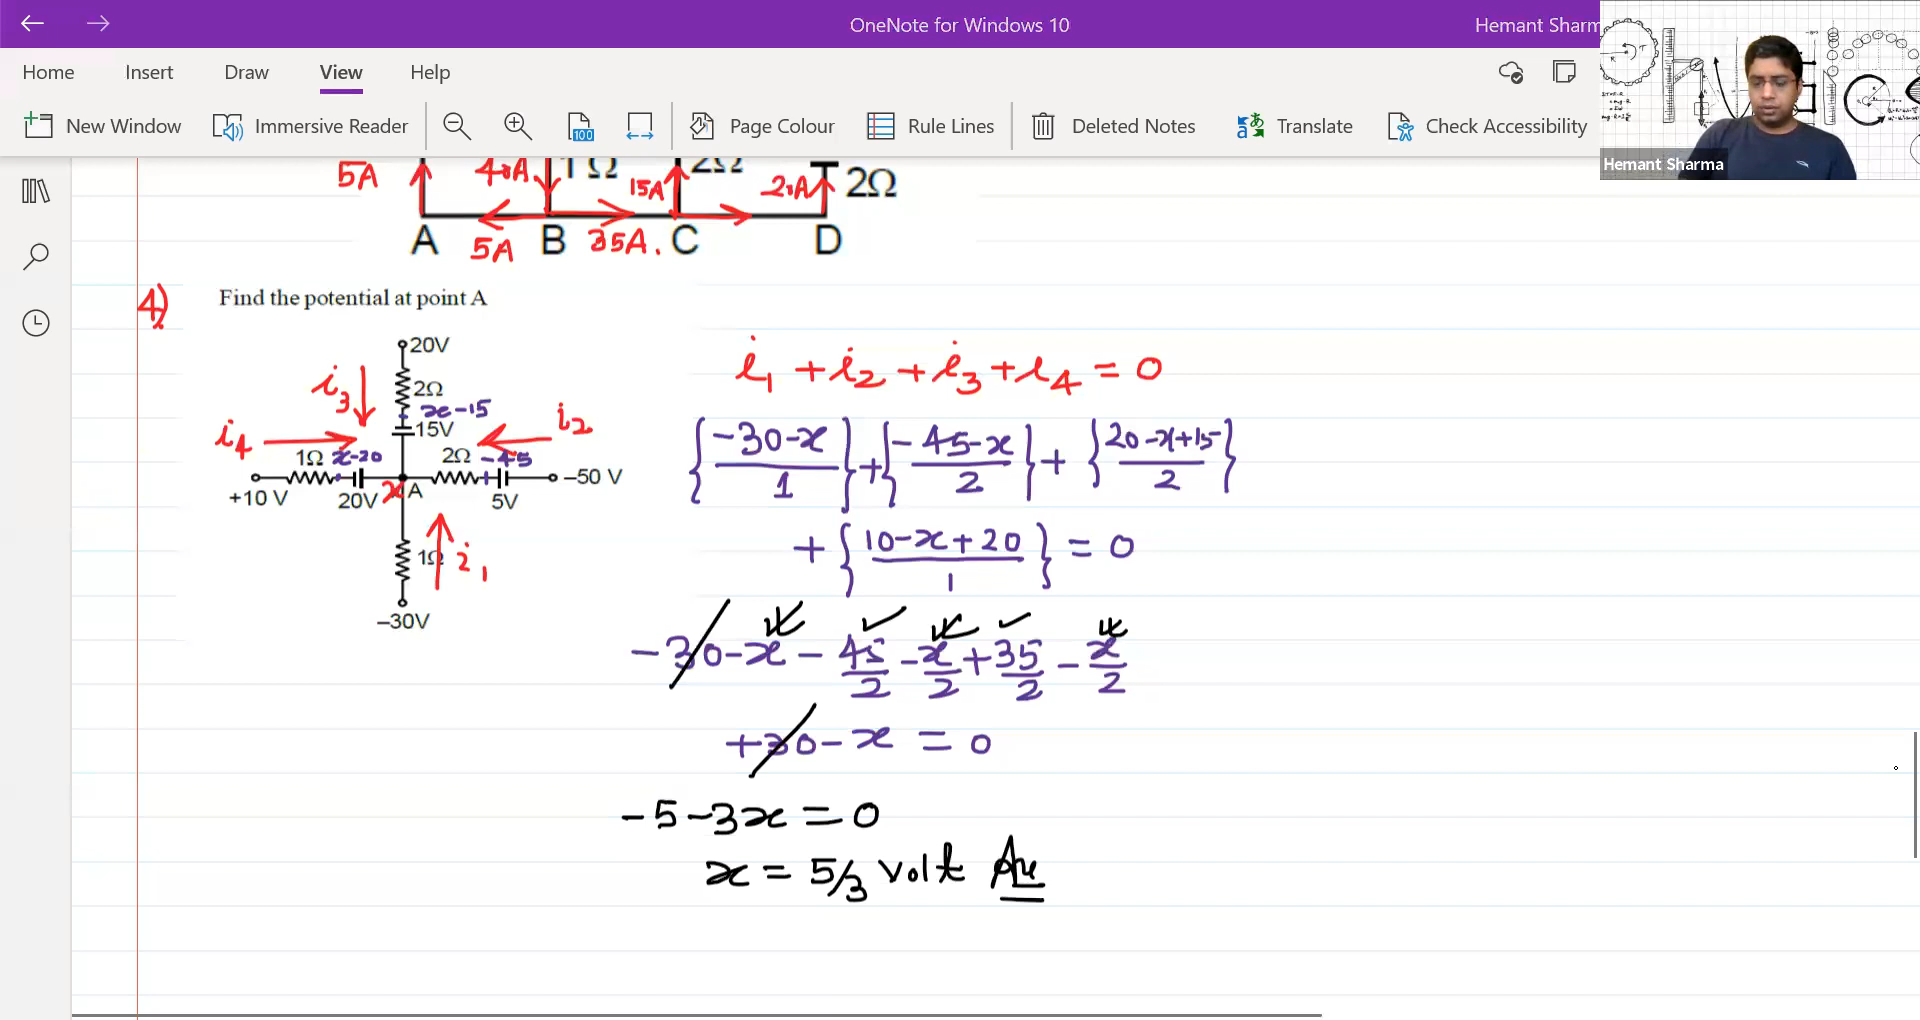 OneNote for Windows 10
Hemant Sharm
Home Insert Draw View Help
New Window Immersive Reader 100 Page Colour Rule Lines Deleted Notes Translate Check Accessibility
Hemant Sharma
5A 40A 1Ω 15A 2Ω 20A 2Ω
A 5A B 35A. C D
4) Find the potential at point A
20V
i3 2Ω
x-15
i4 15V i2
1Ω x-20 2Ω -45
+10 V 20V x A 5V -50 V
1Ω i1
–30V
i1 + i2 + i3 + i4 = 0
{-30-x/1} + {-45-x/2} + {20-x+15/2}
+ {10-x+20/1} = 0
-30-x-45/2-x/2+35/2-x/2
+30-x = 0
-5-3x = 0
x = 5/3 volt